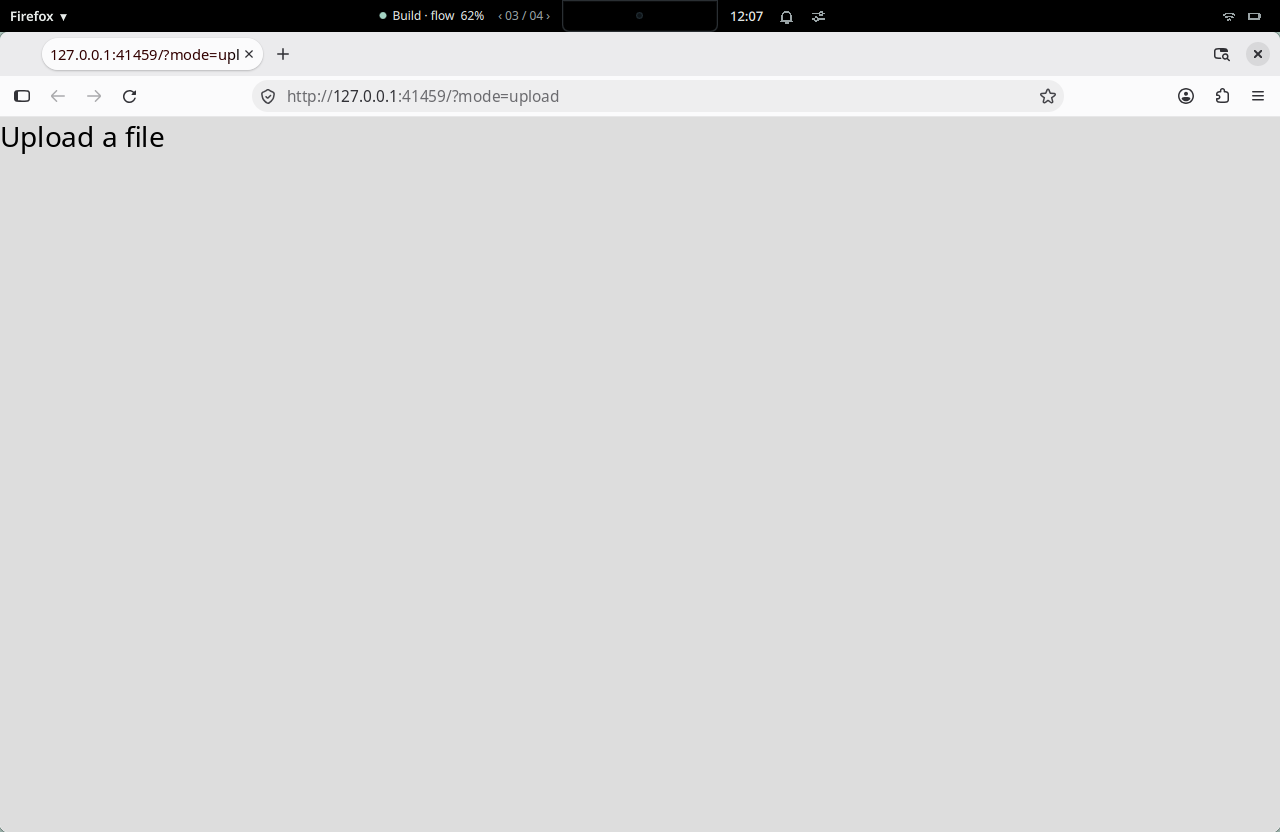 Firefox ▾ Build · flow 62% ‹ 03 / 04 › 12:07
127.0.0.1:41459/?mode=upl
http://127.0.0.1:41459/?mode=upload
Upload a file